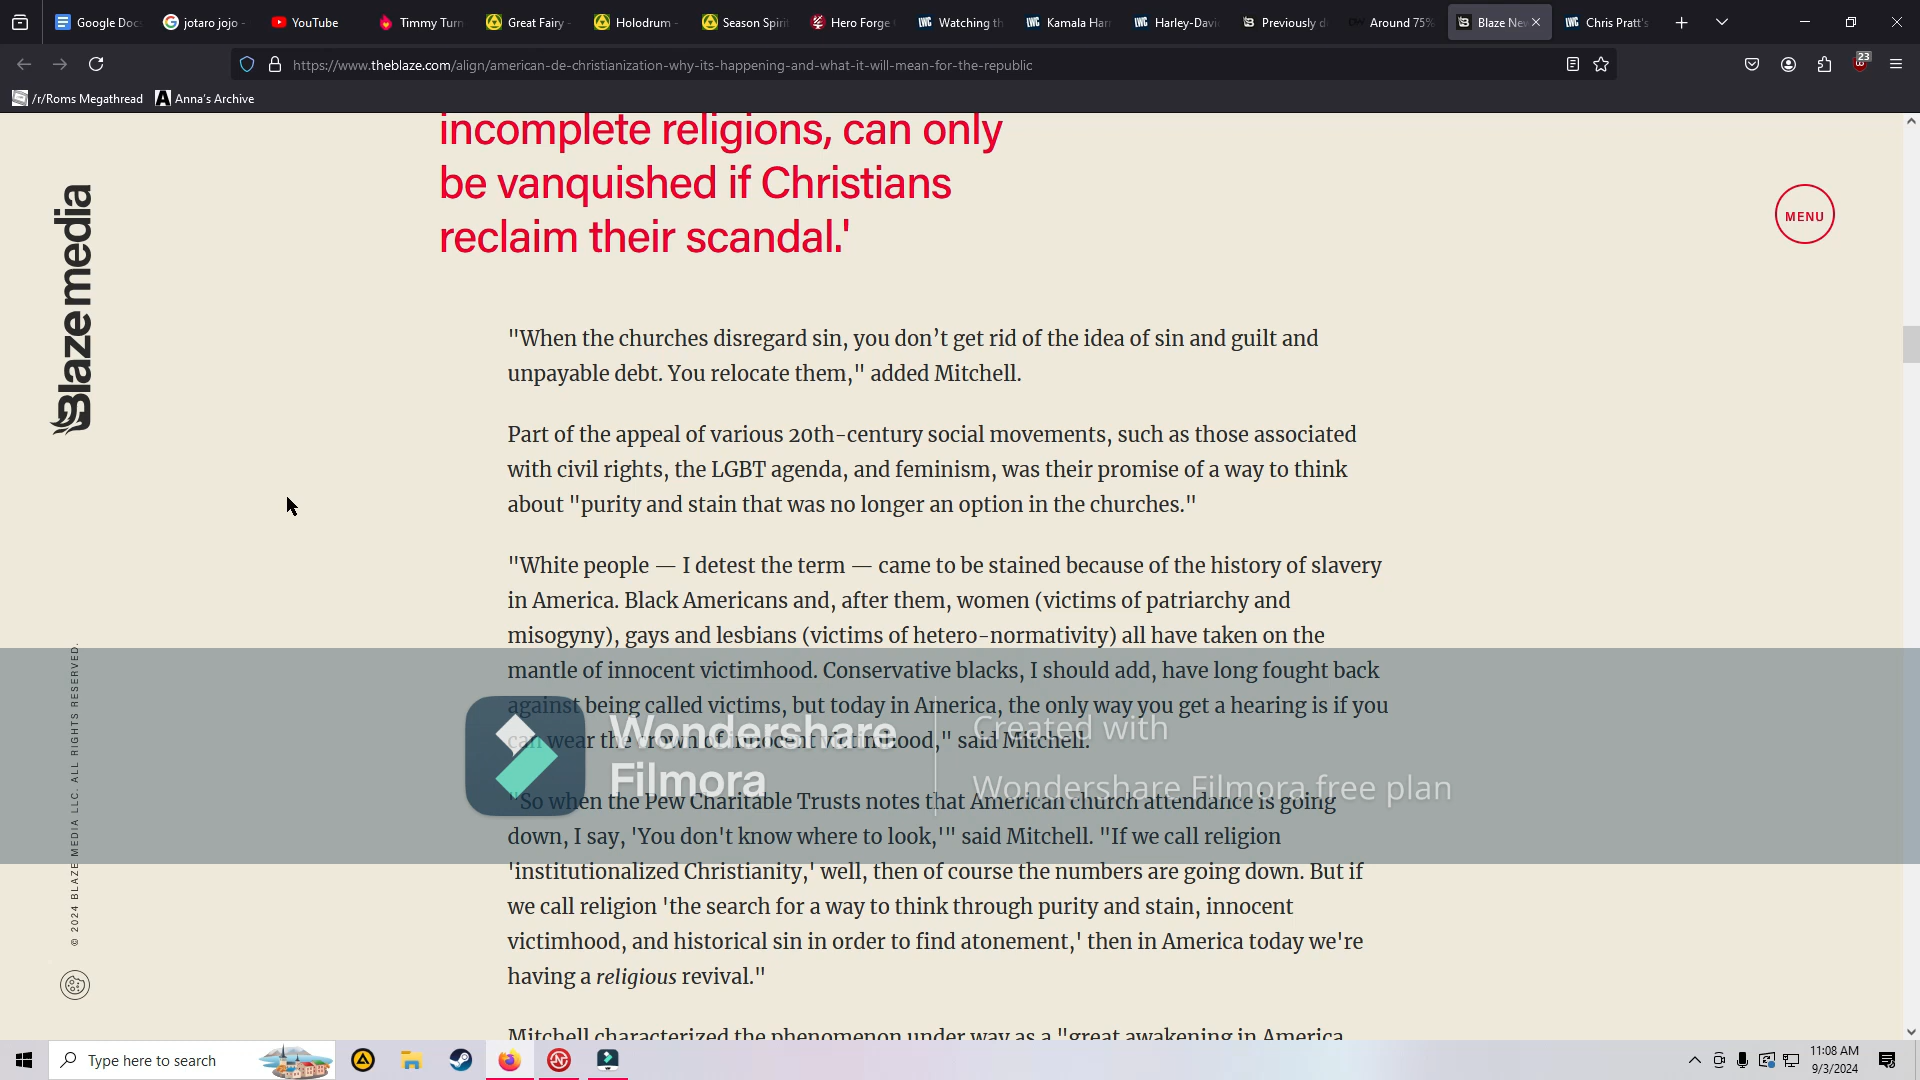 Google Doc
jotaro jojo -
YouTube
Timmy Turn
Great Fairy -
Holodrum -
Season Spirit
Hero Forge
Watching th
Kamala Har
Harley-Davi
Previously d
Around 75%
Blaze Ne
Chris Pratt's
https://www.theblaze.com/align/american-de-christianization-why-its-happening-and-what-it-will-mean-for-the-republic
23
/r/Roms Megathread
Anna's Archive
incomplete religions, can only
be vanquished if Christians
reclaim their scandal.'
Blaze media
MENU
"When the churches disregard sin, you don’t get rid of the idea of sin and guilt and
unpayable debt. You relocate them," added Mitchell.
Part of the appeal of various 20th-century social movements, such as those associated
with civil rights, the LGBT agenda, and feminism, was their promise of a way to think
about "purity and stain that was no longer an option in the churches."
"White people — I detest the term — came to be stained because of the history of slavery
in America. Black Americans and, after them, women (victims of patriarchy and
misogyny), gays and lesbians (victims of hetero-normativity) all have taken on the
mantle of innocent victimhood. Conservative blacks, I should add, have long fought back
against being called victims, but today in America, the only way you get a hearing is if you
can wear the crown of innocent victimhood," said Mitchell.
Wondershare
Filmora
Created with
Wondershare Filmora free plan
"So when the Pew Charitable Trusts notes that American church attendance is going
down, I say, 'You don't know where to look,'" said Mitchell. "If we call religion
'institutionalized Christianity,' well, then of course the numbers are going down. But if
we call religion 'the search for a way to think through purity and stain, innocent
victimhood, and historical sin in order to find atonement,' then in America today we're
having a religious revival."
Mitchell characterized the phenomenon under way as a "great awakening in America
© 2024 BLAZE MEDIA LLC. ALL RIGHTS RESERVED.
Type here to search
11:08 AM
9/3/2024